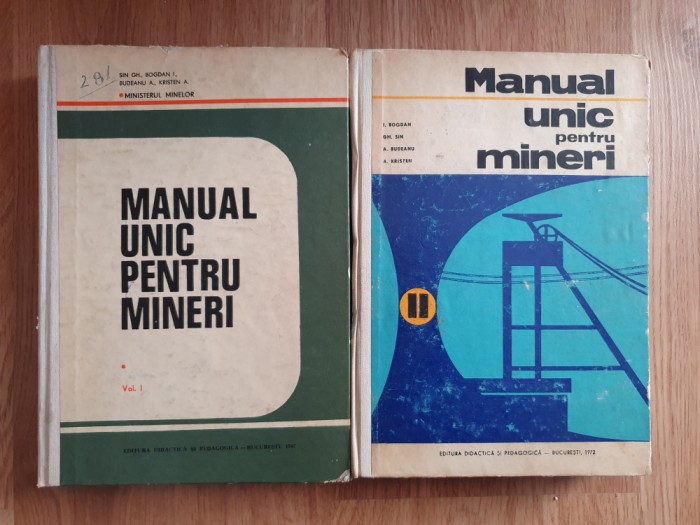 281
SIN GH., BOGDAN I.,
BUDEANU A., KRISTEN A.
MINISTERUL MINELOR
MANUAL
UNIC
PENTRU
MINERI
Vol. I
EDITURA DIDACTICĂ ȘI PEDAGOGICĂ — BUCUREȘTI
Manual
unic
pentru
mineri
I. BOGDAN
GH. SIN
A. BUDEANU
A. KRISTEN
II
EDITURA DIDACTICĂ ȘI PEDAGOGICĂ — BUCUREȘTI, 1972